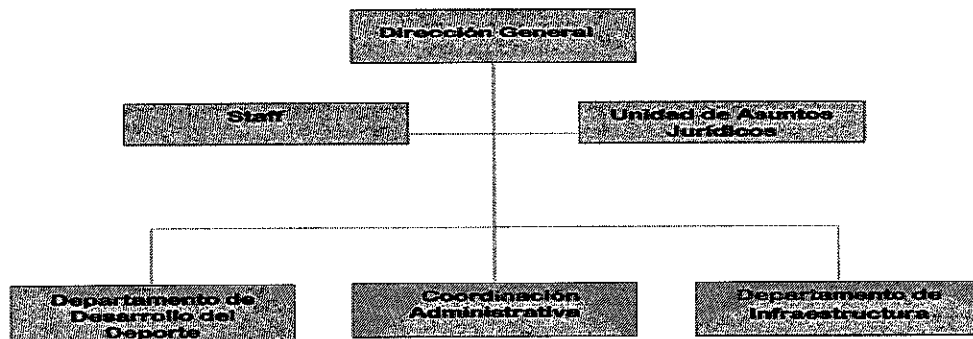 Dirección General
Staff
Unidad de Asuntos
Jurídicos
Departamento de
Desarrollo del
Deporte
Coordinación
Administrativa
Departamento de
Infraestructura